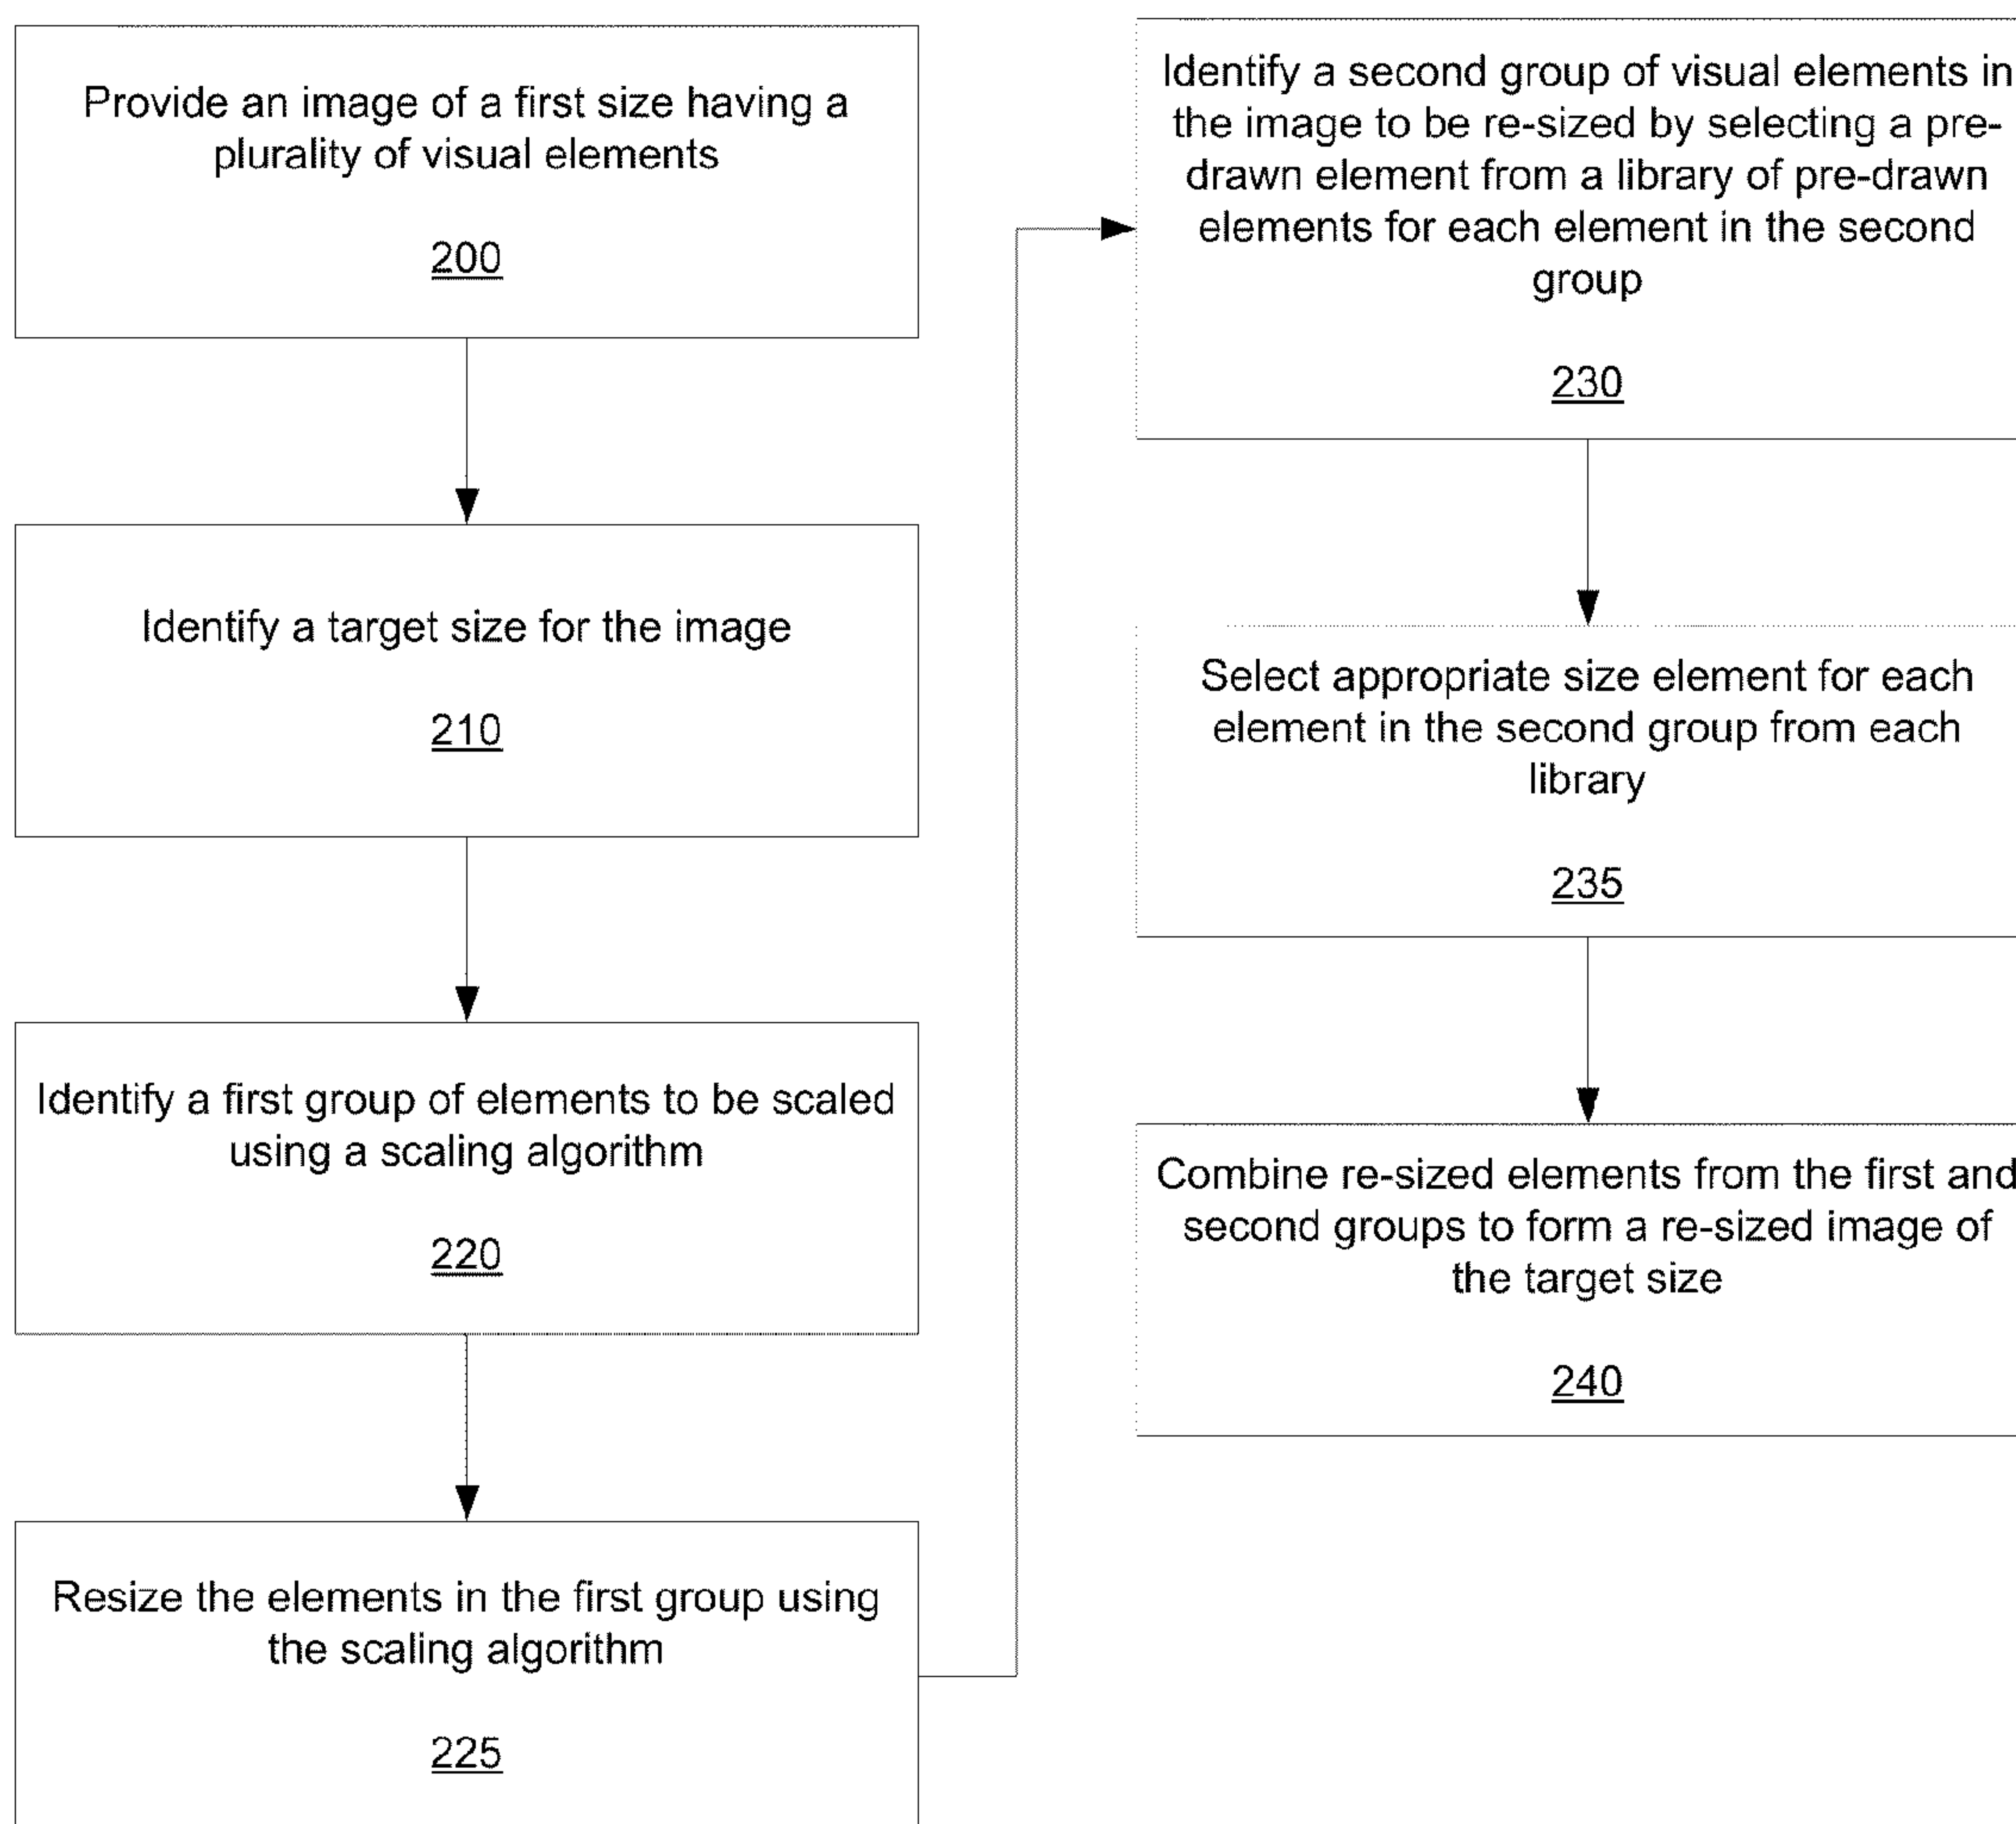 Provide an image of a first size having a
plurality of visual elements
200
Identify a target size for the image
210
Identify a first group of elements to be scaled
using a scaling algorithm
220
Resize the elements in the first group using
the scaling algorithm
225
Identify a second group of visual elements in
the image to be re-sized by selecting a pre-
drawn element from a library of pre-drawn
elements for each element in the second
group
230
Select appropriate size element for each
element in the second group from each
library
235
Combine re-sized elements from the first and
second groups to form a re-sized image of
the target size
240